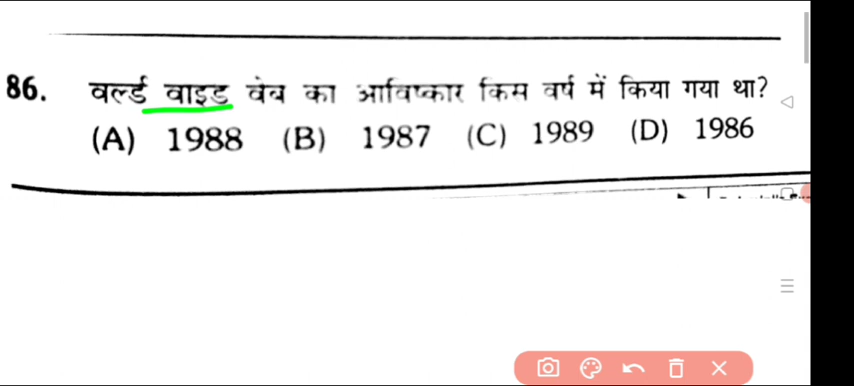 86. वर्ल्ड वाइड वेब का आविष्कार किस वर्ष में किया गया था?
(A) 1988 (B) 1987 (C) 1989 (D) 1986